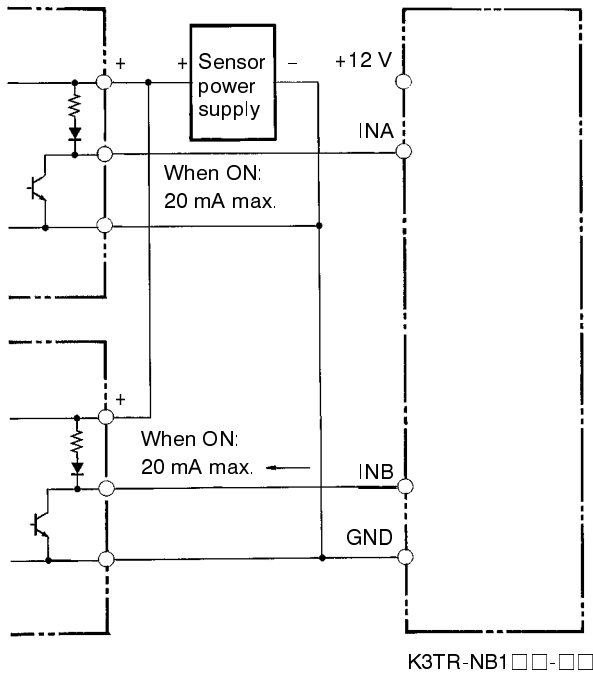 +
+ Sensor power supply −
+12 V
INA
When ON:
20 mA max.
+
When ON:
20 mA max.
INB
GND
K3TR-NB1□□-□□